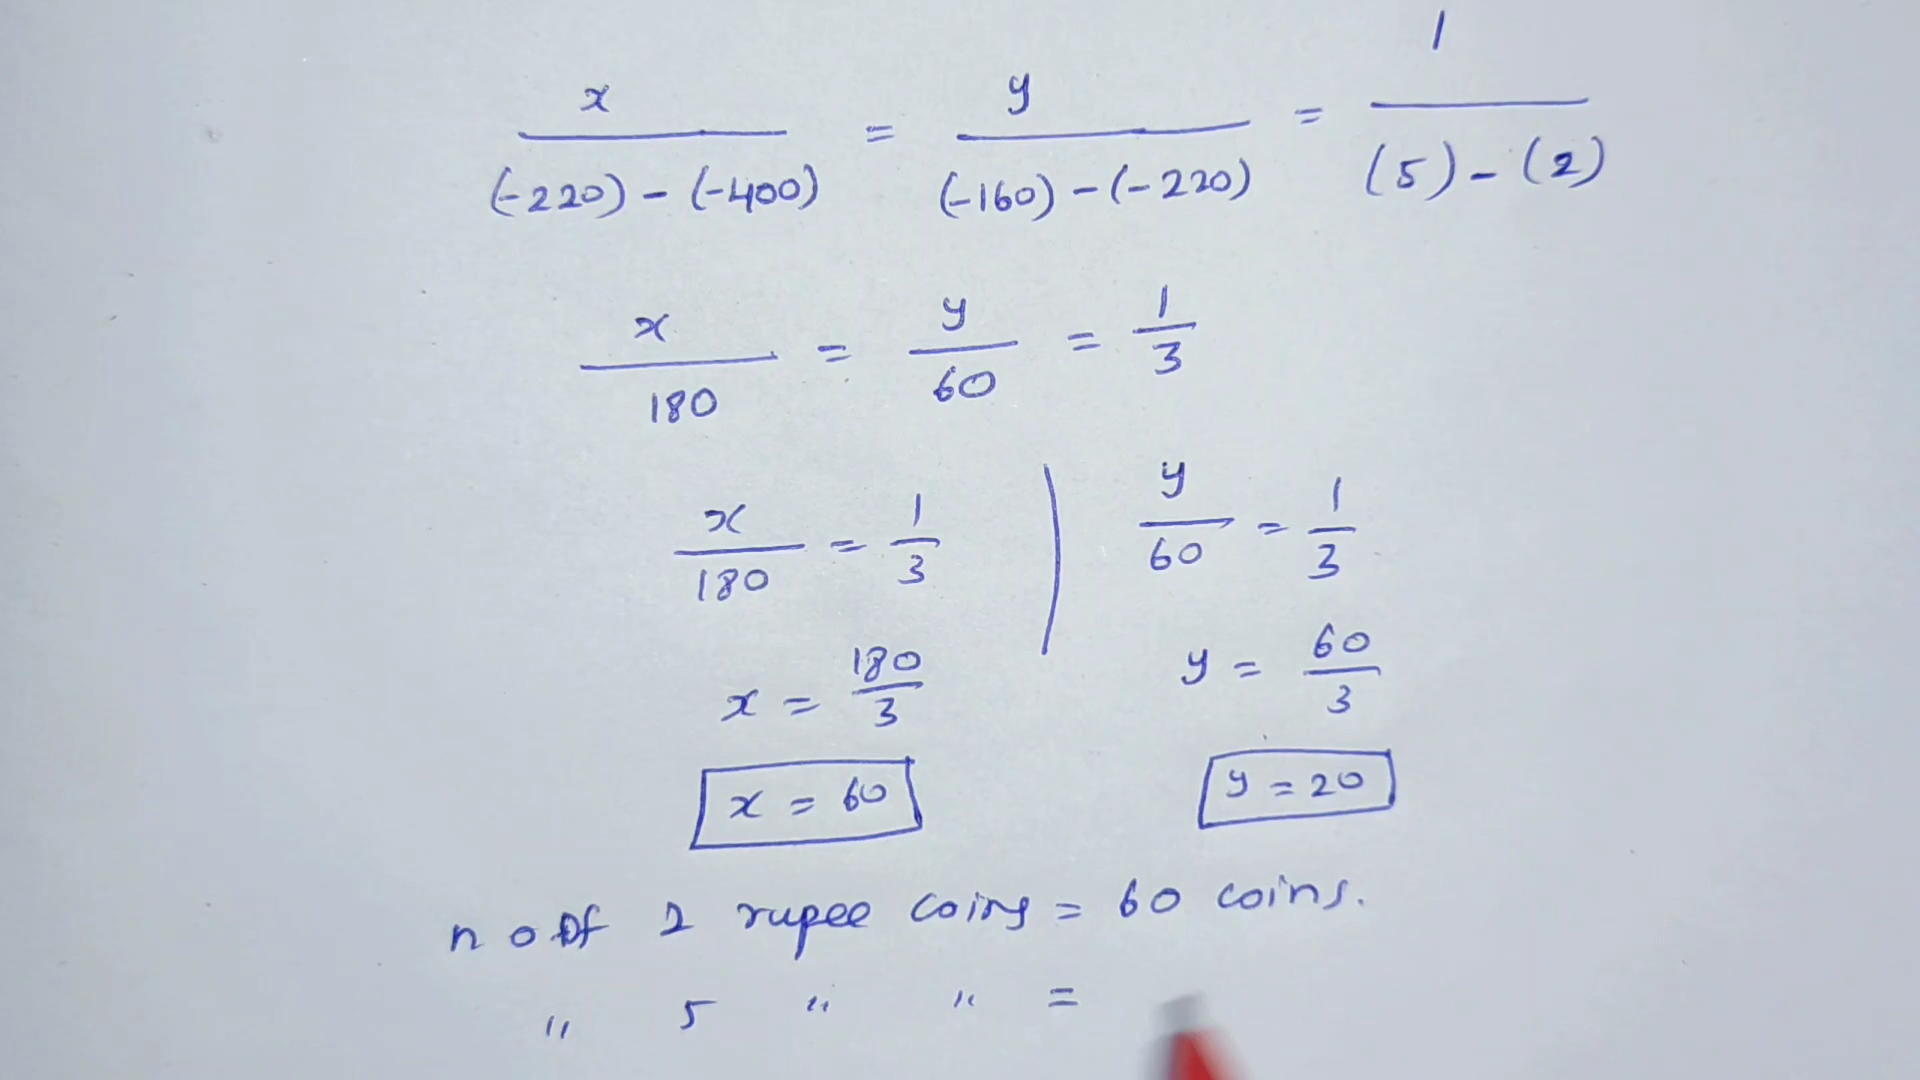 x / (-220) - (-400) = y / (-160) - (-220) = 1 / (5) - (2)
x / 180 = y / 60 = 1 / 3
x / 180 = 1 / 3 | y / 60 = 1 / 3
x = 180 / 3 y = 60 / 3
x = 60 y = 20
no of 2 rupee coins = 60 coins.
" 5 " " =